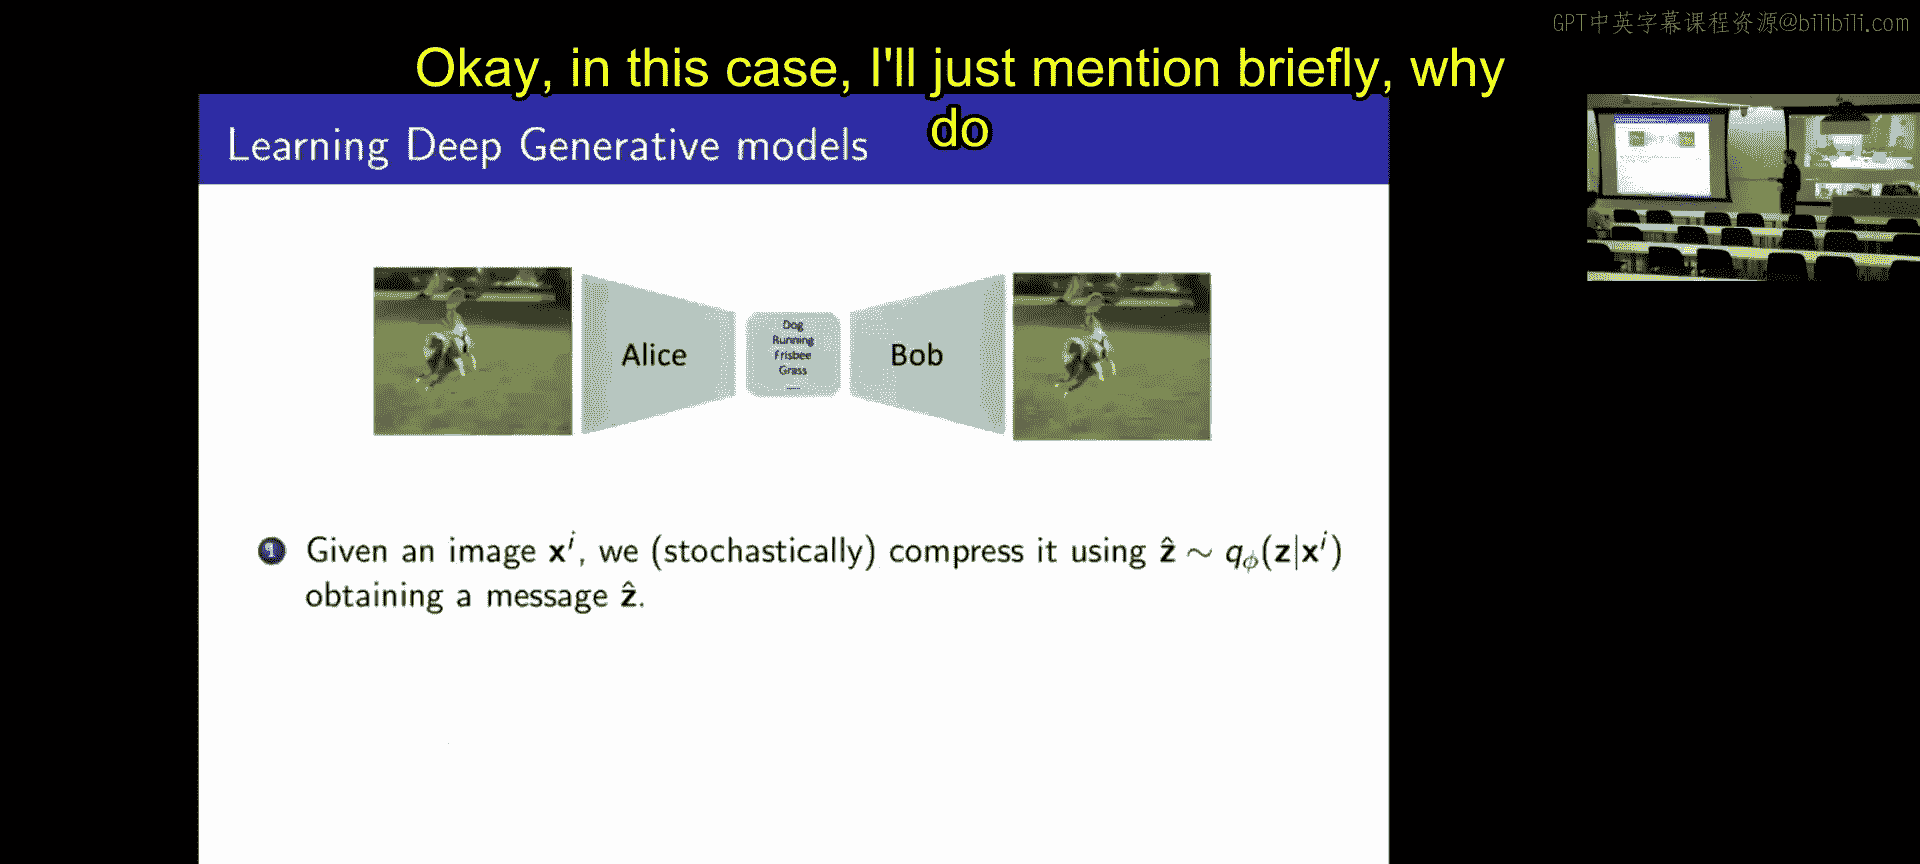 GPT中英字幕课程资源@bilibili.com
Okay, in this case, I'll just mention briefly, why
do
Learning Deep Generative models
Alice
Dog
Running
Frisbee
Grass
....
Bob
1 Given an image xⁱ, we (stochastically) compress it using ẑ ∼ qϕ(z|xⁱ)
obtaining a message ẑ.